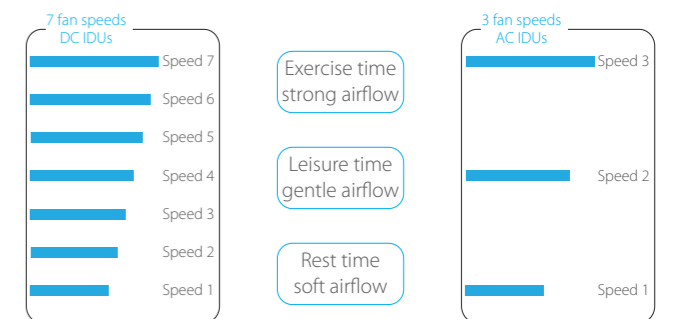 7 fan speeds
DC IDUs
Speed 7
Speed 6
Speed 5
Speed 4
Speed 3
Speed 2
Speed 1
Exercise time
strong airflow
Leisure time
gentle airflow
Rest time
soft airflow
3 fan speeds
AC IDUs
Speed 3
Speed 2
Speed 1